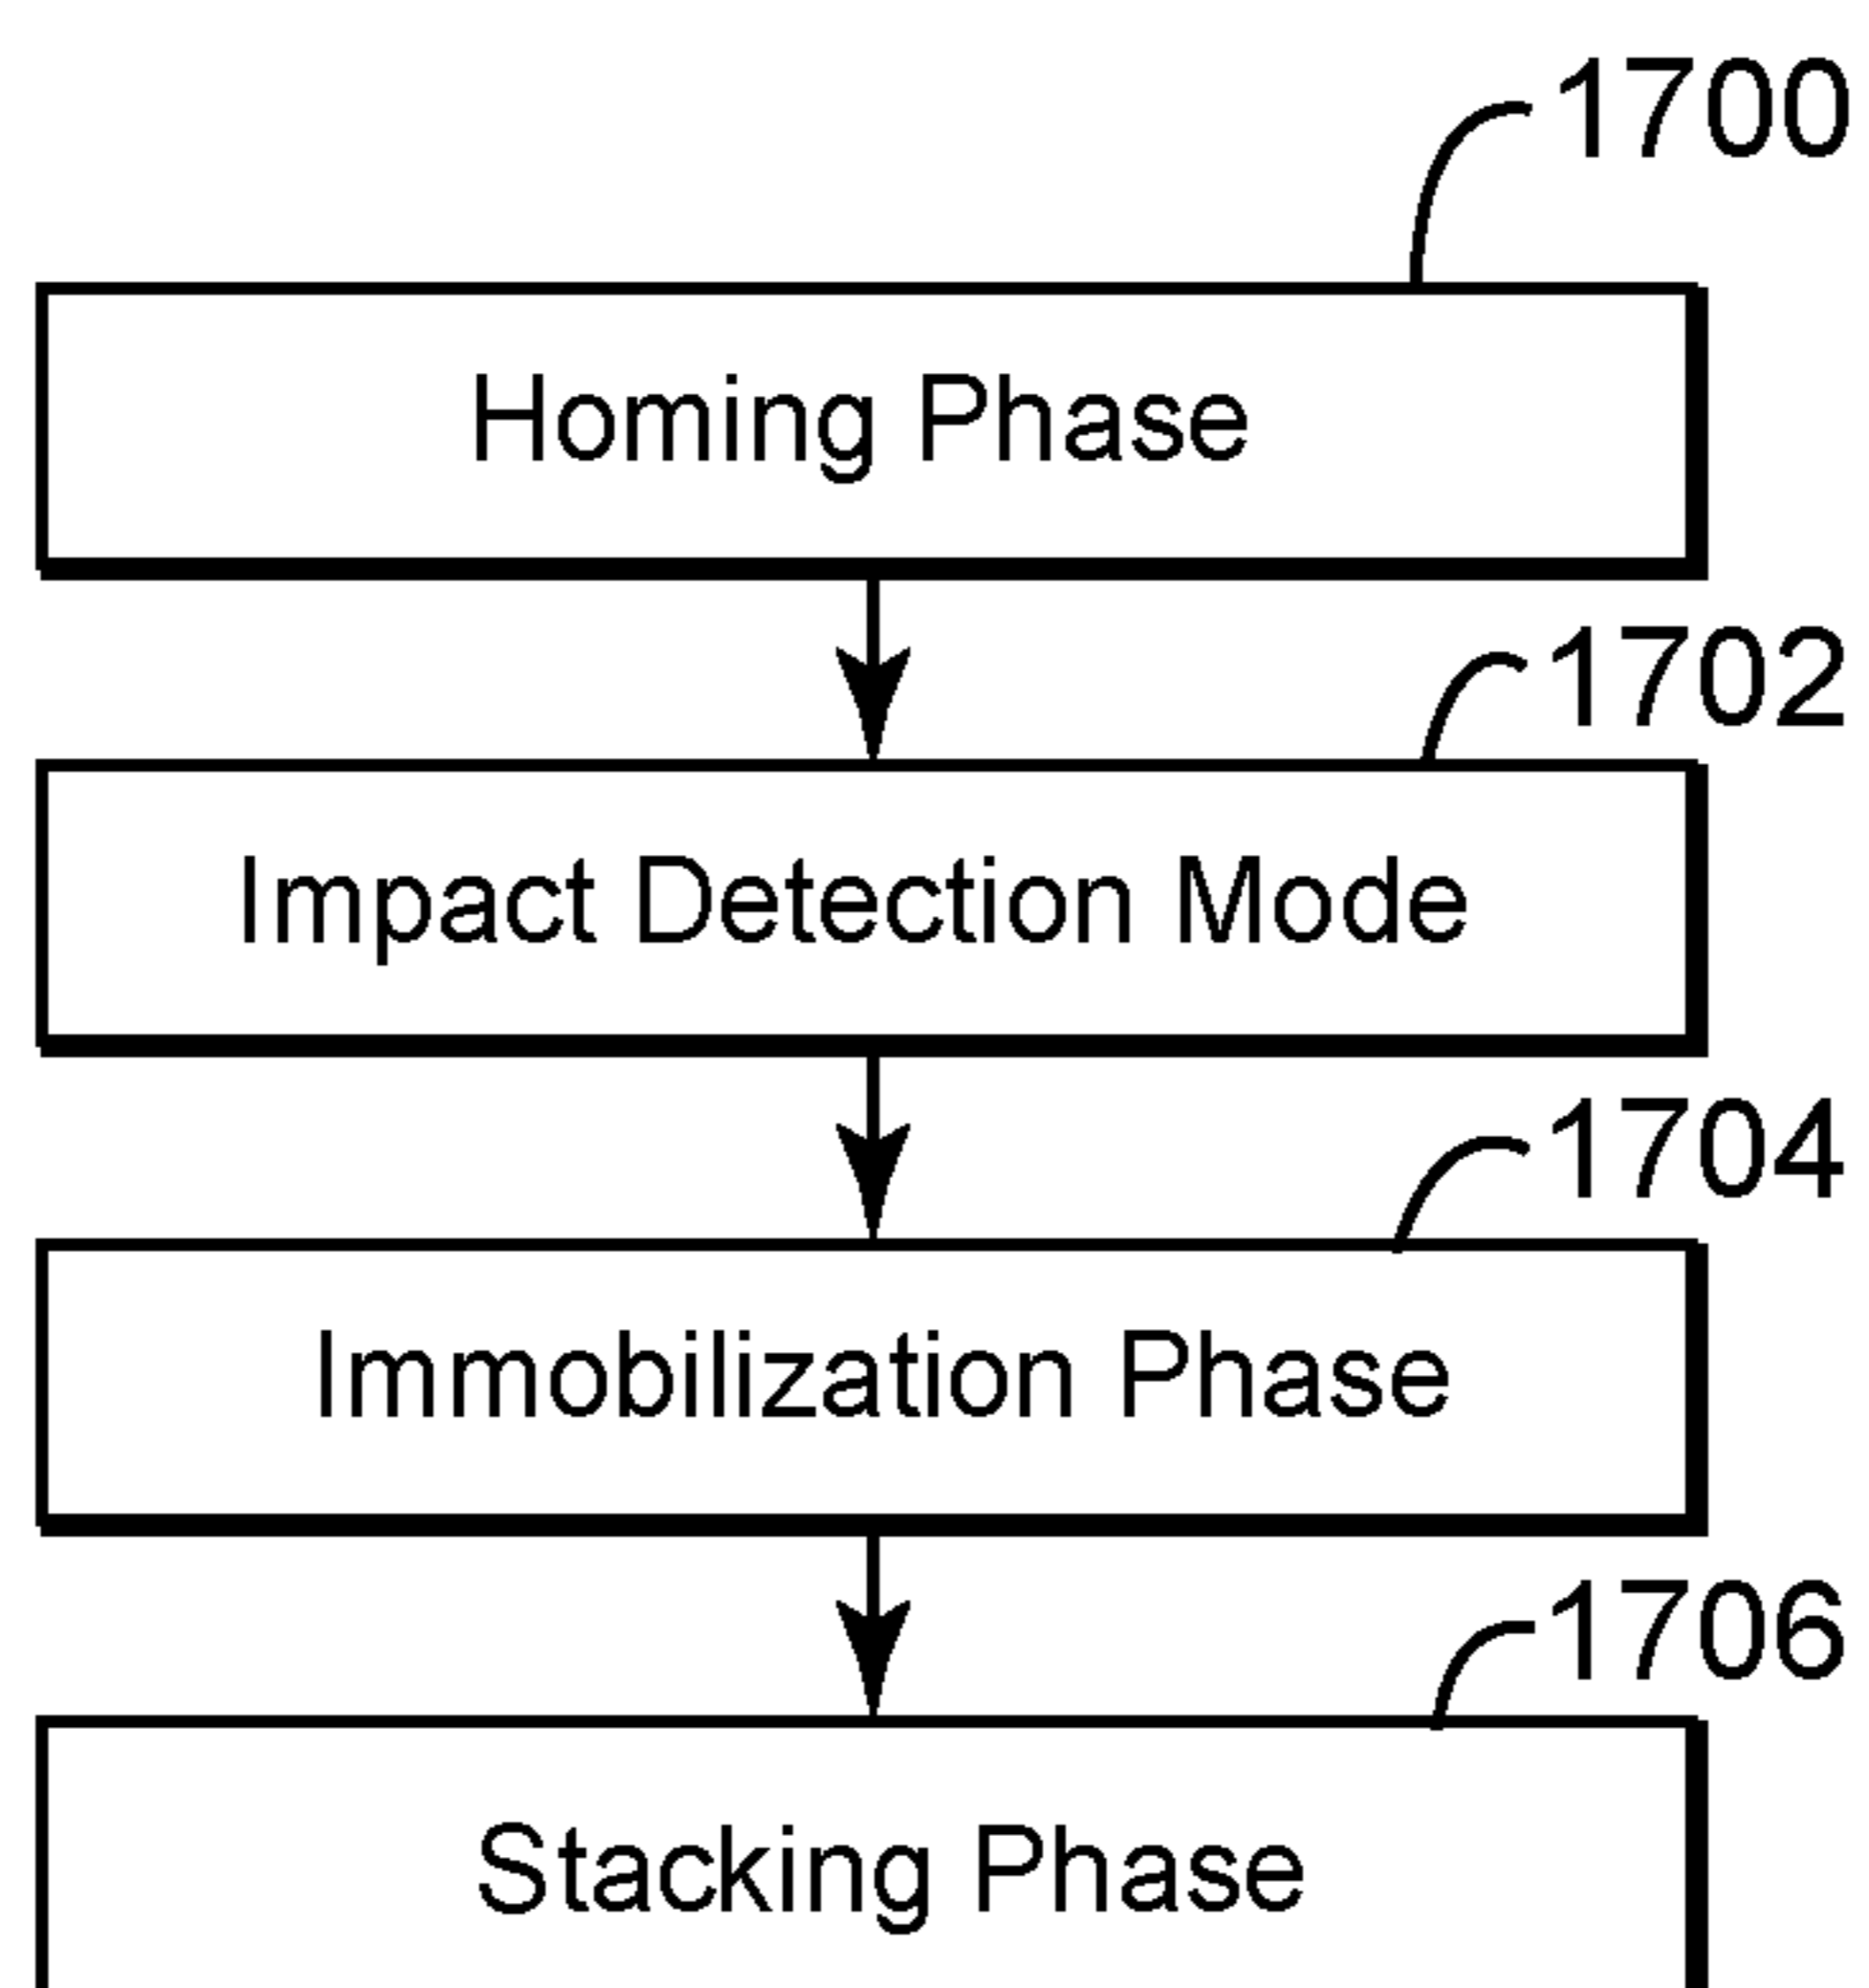 1700
Homing Phase
1702
Impact Detection Mode
1704
Immobilization Phase
1706
Stacking Phase